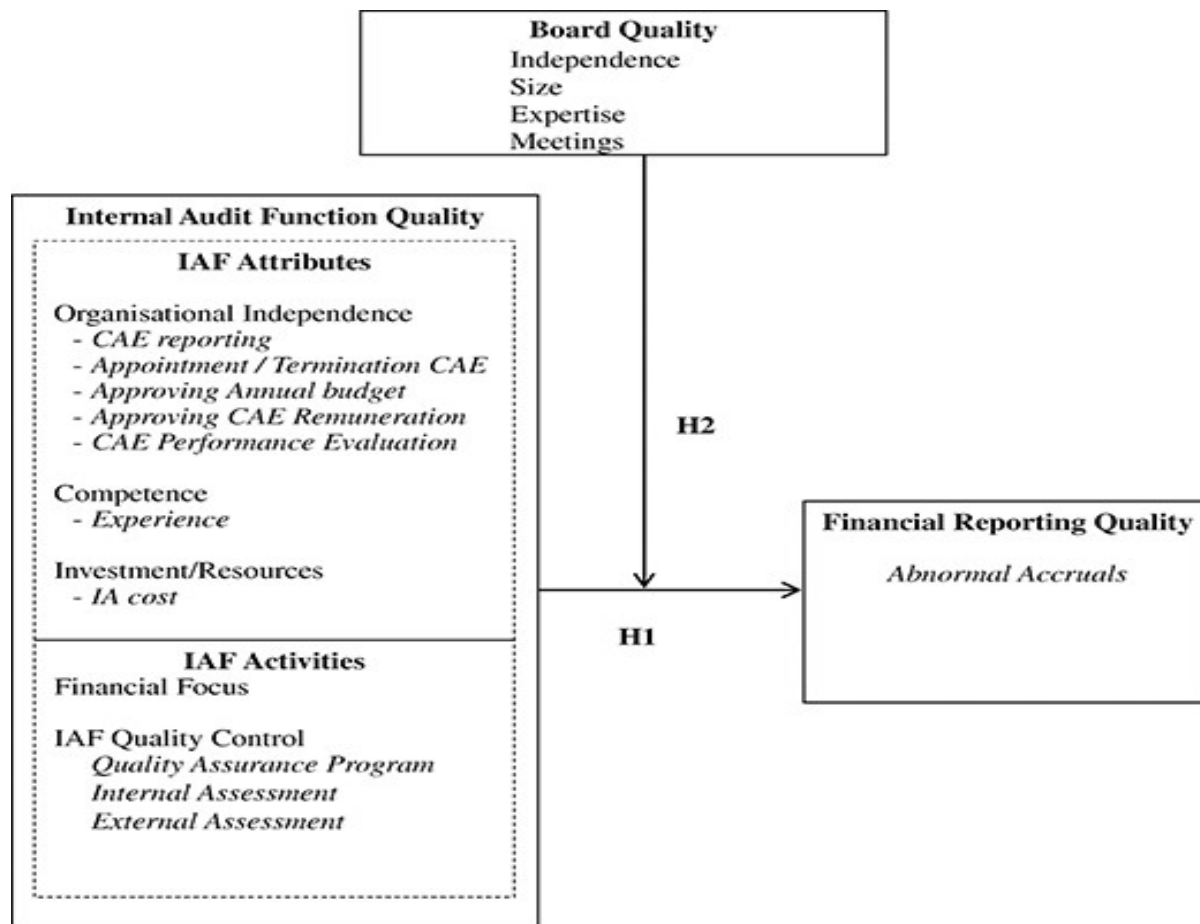 Board Quality
Independence
Size
Expertise
Meetings
Internal Audit Function Quality
IAF Attributes
Organisational Independence
- CAE reporting
- Appointment / Termination CAE
- Approving Annual budget
- Approving CAE Remuneration
- CAE Performance Evaluation
Competence
- Experience
Investment/Resources
- IA cost
IAF Activities
Financial Focus
IAF Quality Control
Quality Assurance Program
Internal Assessment
External Assessment
H2
H1
Financial Reporting Quality
Abnormal Accruals